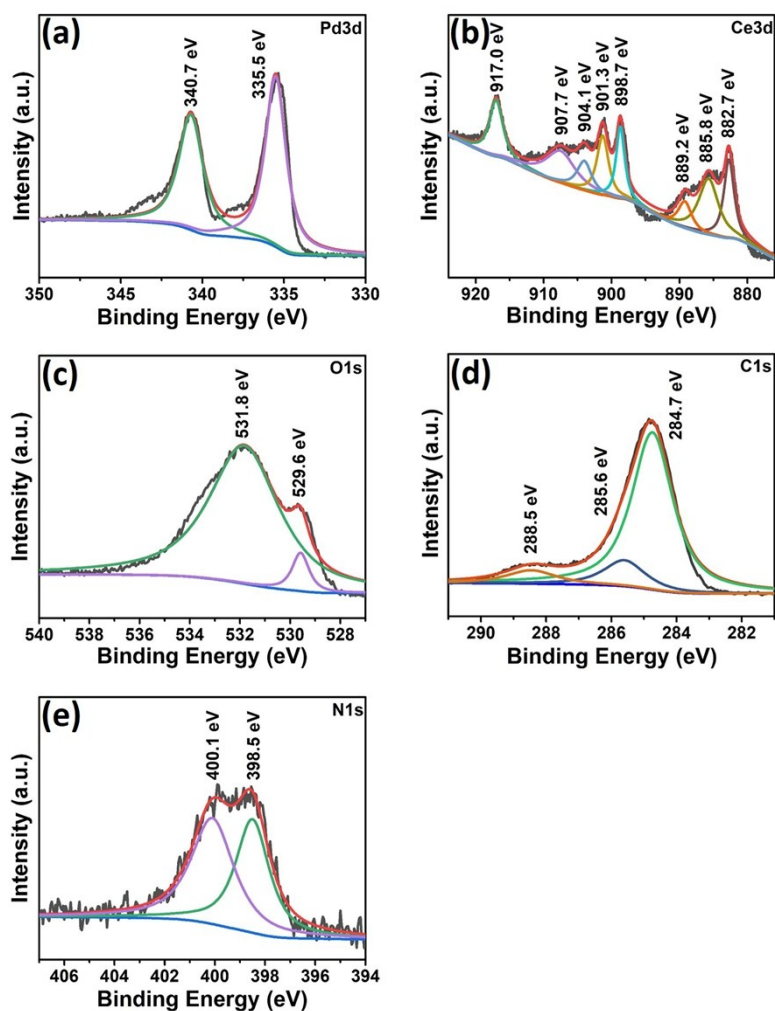 (a)
Pd3d
340.7 eV
335.5 eV
Intensity (a.u.)
350 345 340 335 330
Binding Energy (eV)
(b)
Ce3d
917.0 eV
907.7 eV
904.1 eV
901.3 eV
898.7 eV
889.2 eV
885.8 eV
882.7 eV
Intensity (a.u.)
920 910 900 890 880
Binding Energy (eV)
(c)
O1s
531.8 eV
529.6 eV
Intensity (a.u.)
540 538 536 534 532 530 528
Binding Energy (eV)
(d)
C1s
288.5 eV
285.6 eV
284.7 eV
Intensity (a.u.)
290 288 286 284 282
Binding Energy (eV)
(e)
N1s
400.1 eV
398.5 eV
Intensity (a.u.)
406 404 402 400 398 396 394
Binding Energy (eV)